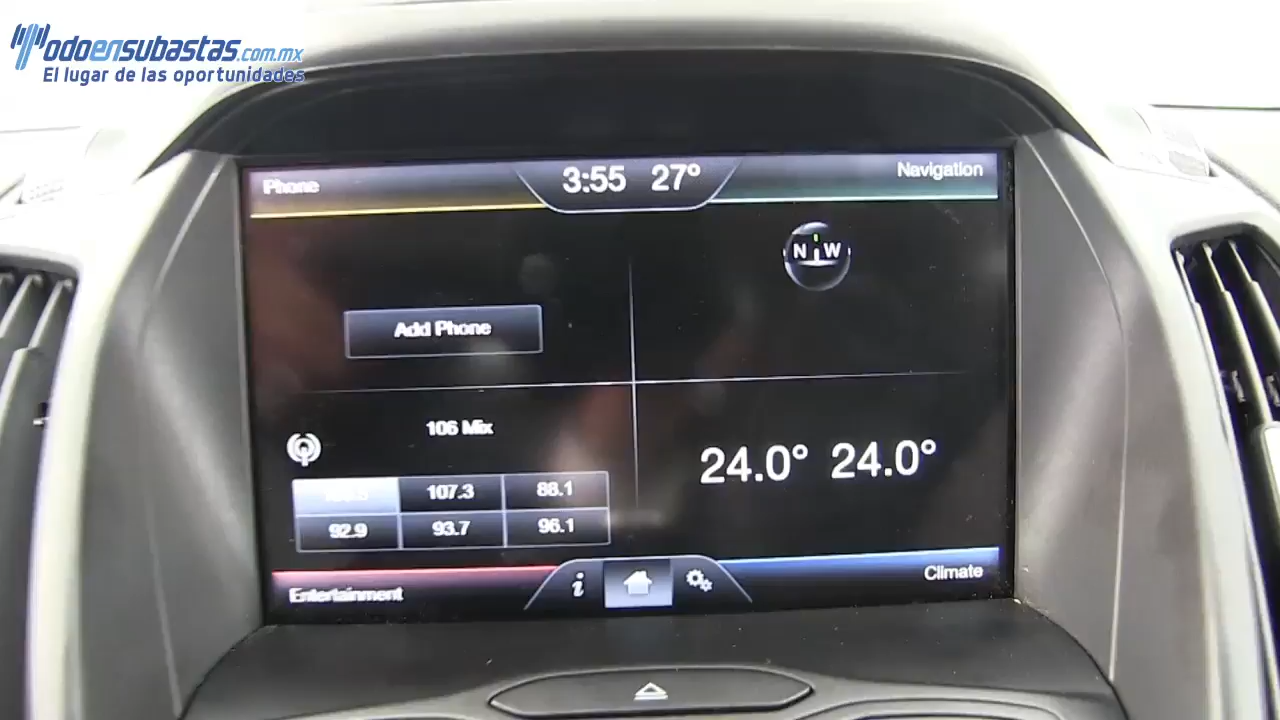 Todoensubastas.com.mx
El lugar de las oportunidades
Phone
3:55 27°
Navigation
N W
Add Phone
106 Mix
107.3 88.1
92.9 93.7 96.1
24.0° 24.0°
Entertainment
i
Climate